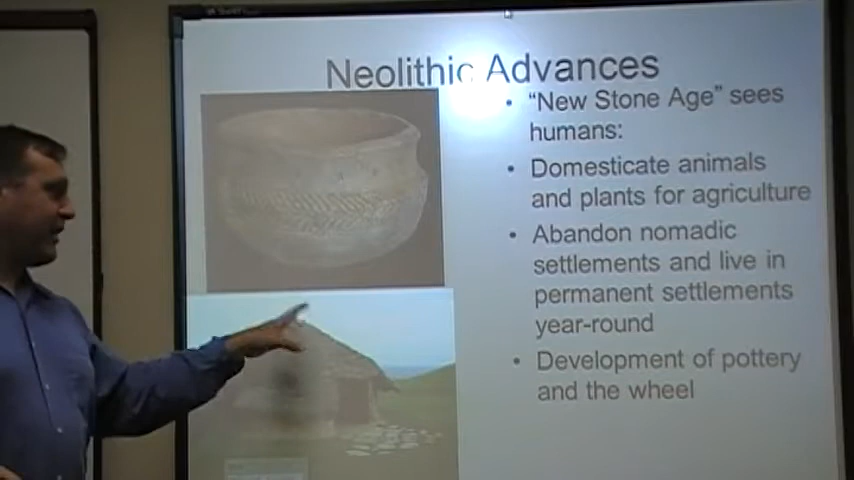 Neolithic Advances
• "New Stone Age" sees
humans:
• Domesticate animals
and plants for agriculture
• Abandon nomadic
settlements and live in
permanent settlements
year-round
• Development of pottery
and the wheel